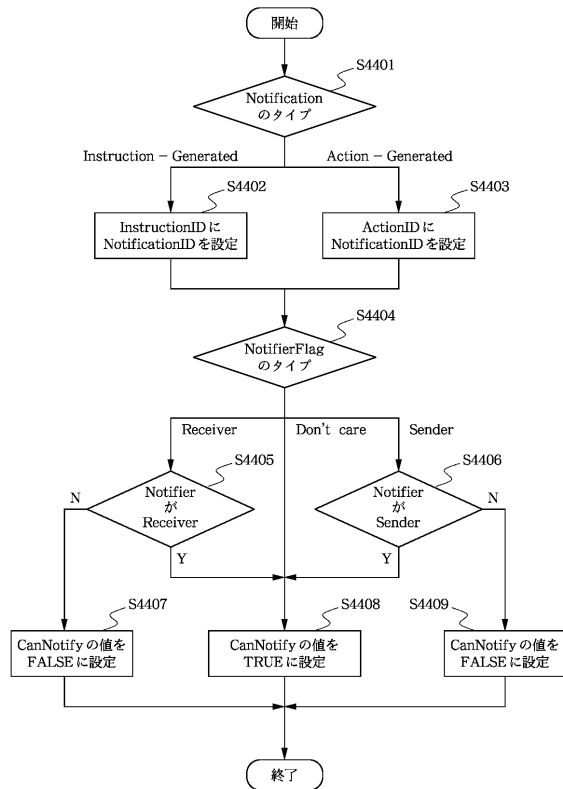 開始
S4401
Notification
のタイプ
Instruction - Generated
Action - Generated
S4402
S4403
InstructionIDに
NotificationIDを設定
ActionIDに
NotificationIDを設定
S4404
NotifierFlag
のタイプ
Receiver
Don't care
Sender
S4405
S4406
N
Notifier
が
Receiver
Y
Notifier
が
Sender
N
Y
S4407
S4408
S4409
CanNotifyの値を
FALSEに設定
CanNotifyの値を
TRUEに設定
CanNotifyの値を
FALSEに設定
終了